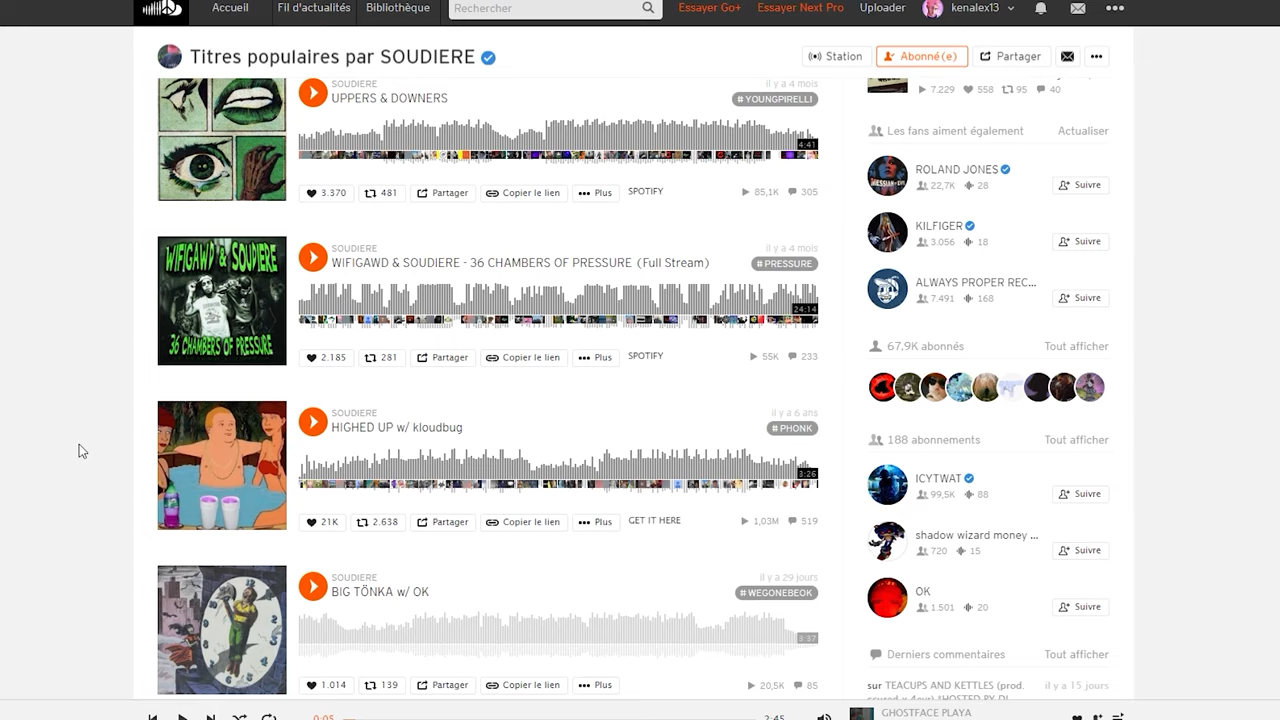 Accueil Fil d'actualités Bibliothèque Rechercher Essayer Go+ Essayer Next Pro Uploader kenalex13
Titres populaires par SOUDIERE Station Abonné(e) Partager
SOUDIERE il y a 4 mois
UPPERS & DOWNERS # YOUNGPIRELLI
4:41
3.370 481 Partager Copier le lien Plus SPOTIFY 85,1K 305
WIFIGAWD & SOUDIERE
36 CHAMBERS OF PRESSURE
SOUDIERE il y a 4 mois
WIFIGAWD & SOUDIERE - 36 CHAMBERS OF PRESSURE (Full Stream) # PRESSURE
24:14
2.185 281 Partager Copier le lien Plus SPOTIFY 55K 233
SOUDIERE il y a 6 ans
HIGHED UP w/ kloudbug # PHONK
3:26
21K 2.638 Partager Copier le lien Plus GET IT HERE 1,03M 519
SOUDIERE il y a 29 jours
BIG TÖNKA w/ OK # WEGONEBEOK
3:37
1.014 139 Partager Copier le lien Plus 20,5K 85
7.229 558 95 40
Les fans aiment également Actualiser
ROLAND JONES
22,7K 28 Suivre
KILFIGER
3.056 18 Suivre
ALWAYS PROPER REC...
7.491 168 Suivre
67,9K abonnés Tout afficher
188 abonnements Tout afficher
ICYTWAT
99,5K 88 Suivre
shadow wizard money ...
720 15 Suivre
OK
1.501 20 Suivre
Derniers commentaires Tout afficher
sur TEACUPS AND KETTLES (prod. il y a 15 jours
0:05 2:45 GHOSTFACE PLAYA